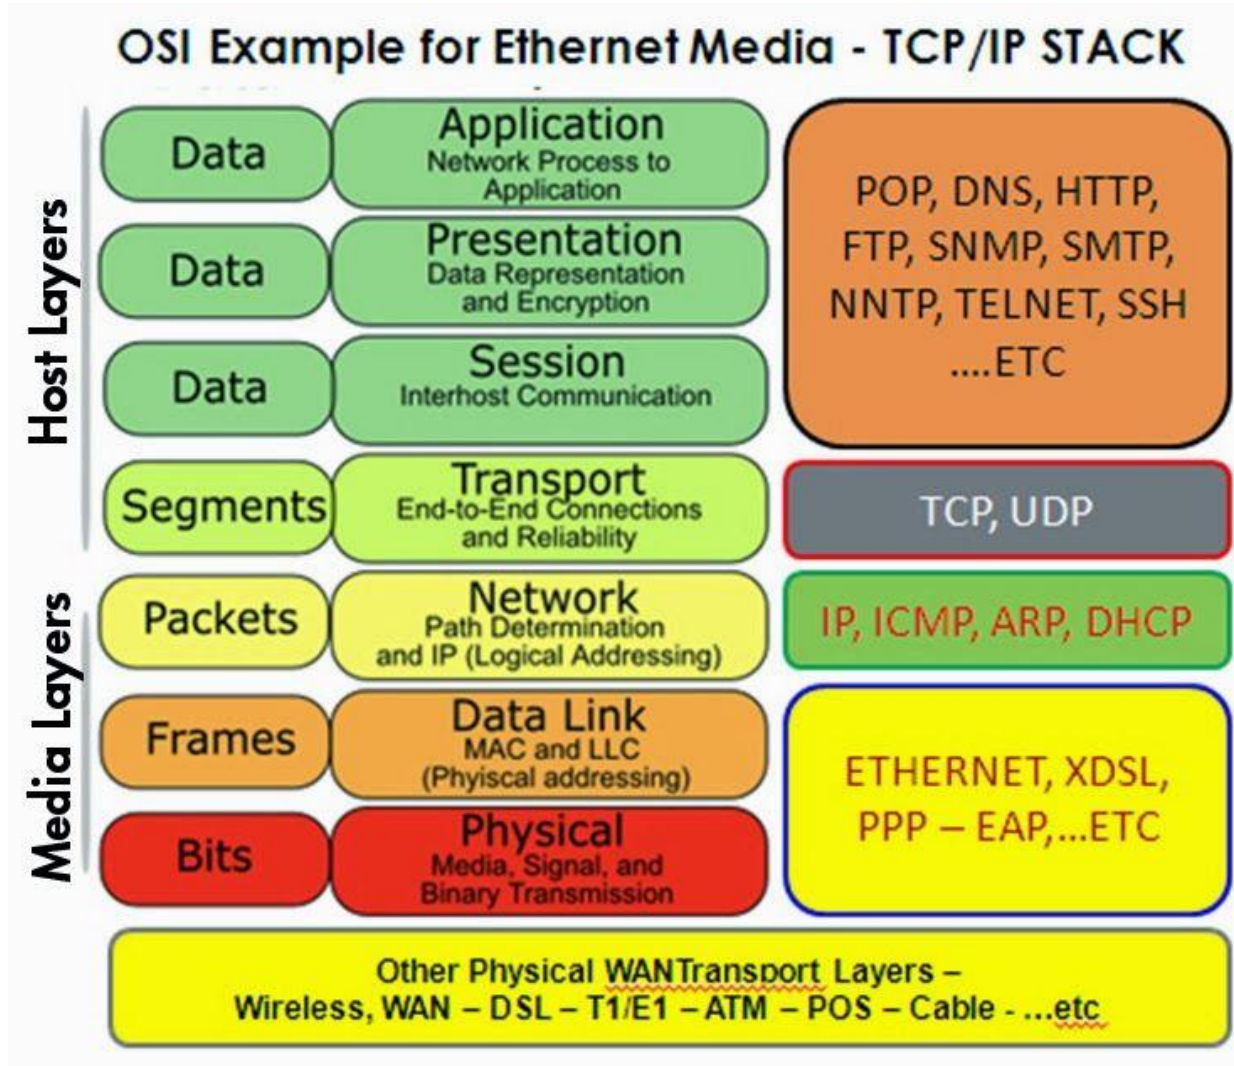 OSI Example for Ethernet Media - TCP/IP STACK
Host Layers
Data
Application
Network Process to
Application
Data
Presentation
Data Representation
and Encryption
Data
Session
Interhost Communication
POP, DNS, HTTP,
FTP, SNMP, SMTP,
NNTP, TELNET, SSH
....ETC
Segments
Transport
End-to-End Connections
and Reliability
TCP, UDP
Media Layers
Packets
Network
Path Determination
and IP (Logical Addressing)
IP, ICMP, ARP, DHCP
Frames
Data Link
MAC and LLC
(Phyiscal addressing)
Bits
Physical
Media, Signal, and
Binary Transmission
ETHERNET, XDSL,
PPP – EAP,...ETC
Other Physical WANTransport Layers –
Wireless, WAN – DSL – T1/E1 – ATM – POS – Cable - ...etc